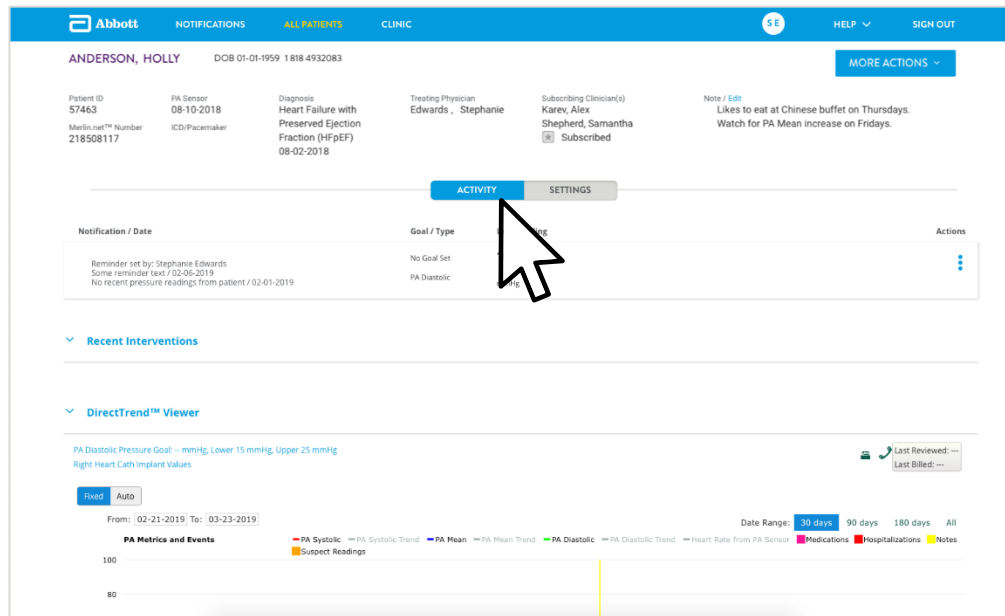 Abbott NOTIFICATIONS ALL PATIENTS CLINIC SE HELP SIGN OUT
ANDERSON, HOLLY DOB 01-01-1959 1 818 4932083
MORE ACTIONS
Patient ID
57463
Merlin.net™ Number
218508117
PA Sensor
08-10-2018
ICD/Pacemaker
Diagnosis
Heart Failure with
Preserved Ejection
Fraction (HFpEF)
08-02-2018
Treating Physician
Edwards , Stephanie
Subscribing Clinician(s)
Karev, Alex
Shepherd, Samantha
Subscribed
Note / Edit
Likes to eat at Chinese buffet on Thursdays.
Watch for PA Mean increase on Fridays.
ACTIVITY SETTINGS
Notification / Date Goal / Type Actions
Reminder set by: Stephanie Edwards
Some reminder text / 02-06-2019
No recent pressure readings from patient / 02-01-2019
No Goal Set
PA Diastolic
Recent Interventions
DirectTrend™ Viewer
PA Diastolic Pressure Goal: -- mmHg, Lower 15 mmHg, Upper 25 mmHg
Right Heart Cath Implant Values
Last Reviewed: ---
Last Billed: ---
Fixed Auto
From: 02-21-2019 To: 03-23-2019
Date Range: 30 days 90 days 180 days All
PA Metrics and Events PA Systolic PA Systolic Trend PA Mean PA Mean Trend PA Diastolic PA Diastolic Trend Heart Rate from PA Sensor Medications Hospitalizations Notes
Suspect Readings
100
80